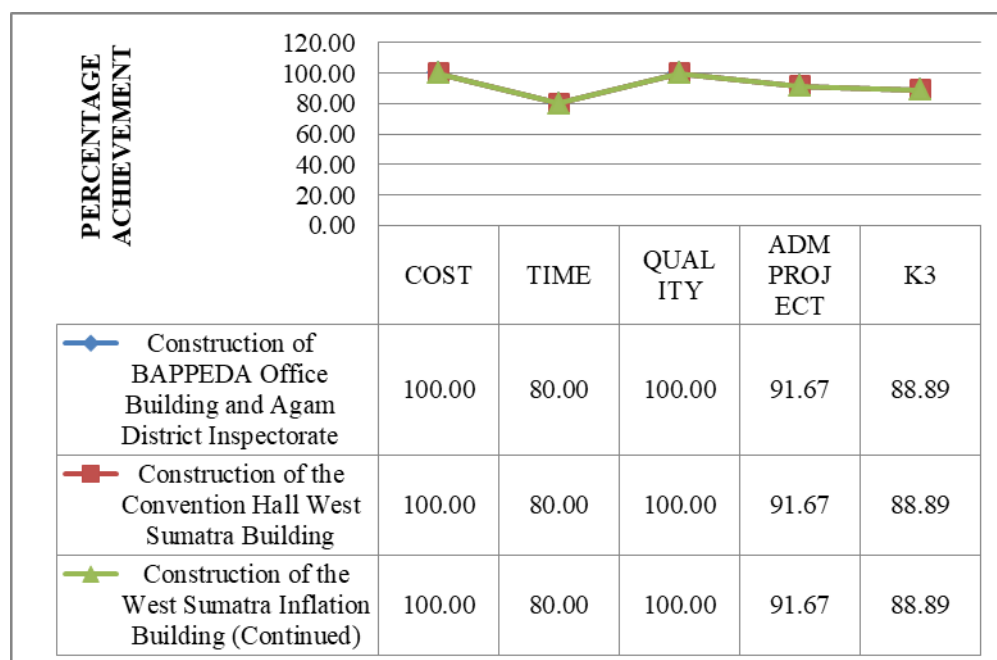 PERCENTAGE
ACHIEVEMENT
120.00
100.00
80.00
60.00
40.00
20.00
0.00
COST TIME QUAL
ITY ADM
PROJ
ECT K3
Construction of
BAPPEDA Office
Building and Agam
District Inspectorate
100.00 80.00 100.00 91.67 88.89
Construction of the
Convention Hall West
Sumatra Building
100.00 80.00 100.00 91.67 88.89
Construction of the
West Sumatra Inflation
Building (Continued)
100.00 80.00 100.00 91.67 88.89